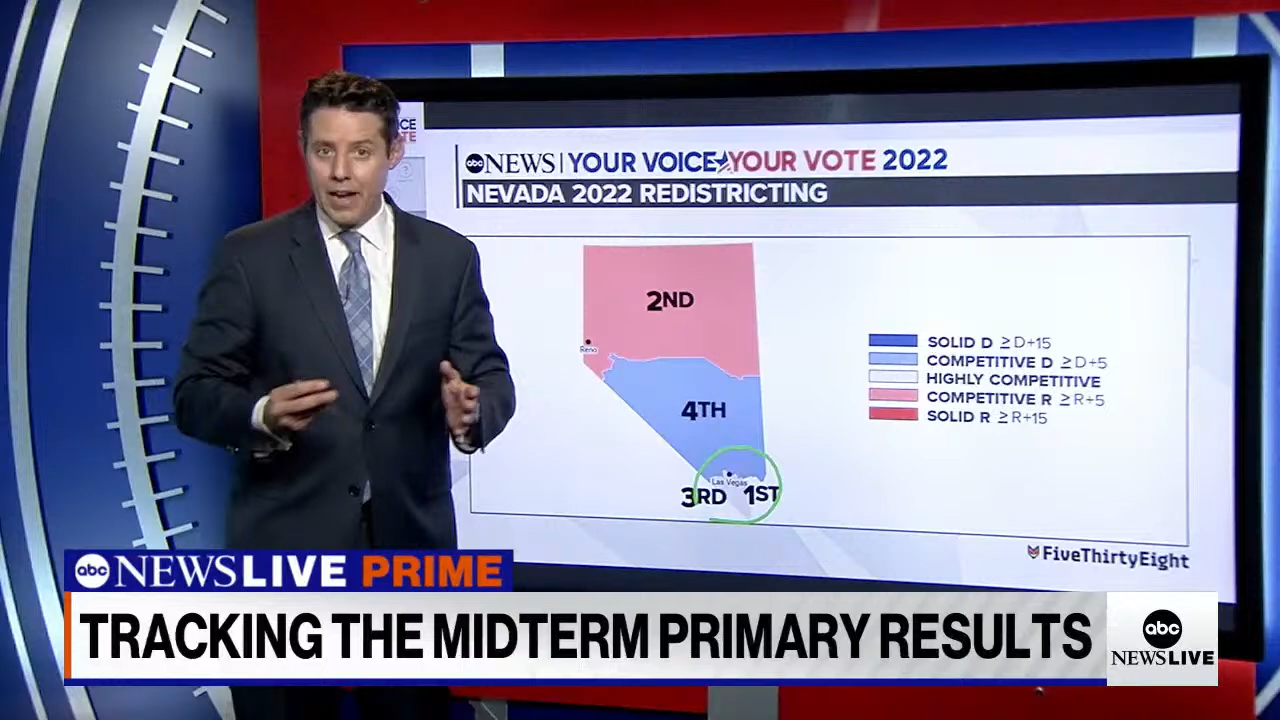 ICE
TE
abc NEWS | YOUR VOICE YOUR VOTE 2022
NEVADA 2022 REDISTRICTING
2ND
Reno
4TH
Las Vegas
3RD 1ST
SOLID D ≥D+15
COMPETITIVE D ≥D+5
HIGHLY COMPETITIVE
COMPETITIVE R ≥R+5
SOLID R ≥R+15
FiveThirtyEight
abc NEWS LIVE PRIME
TRACKING THE MIDTERM PRIMARY RESULTS
abc
NEWS LIVE